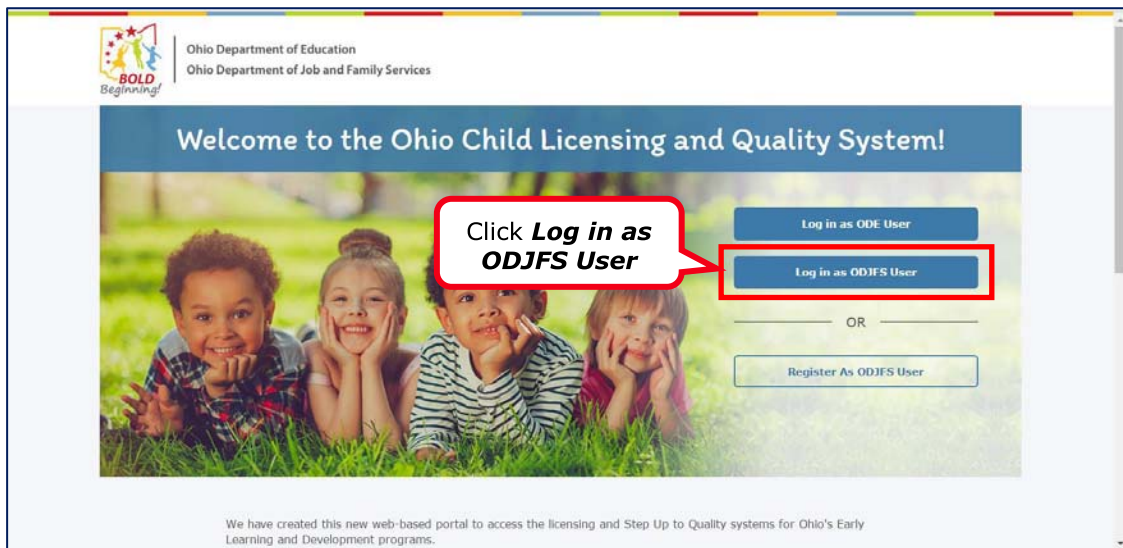 BOLD
Beginning!
Ohio Department of Education
Ohio Department of Job and Family Services
Welcome to the Ohio Child Licensing and Quality System!
Click Log in as
ODJFS User
Log in as ODE User
Log in as ODJFS User
OR
Register As ODJFS User
We have created this new web-based portal to access the licensing and Step Up to Quality systems for Ohio's Early
Learning and Development programs.